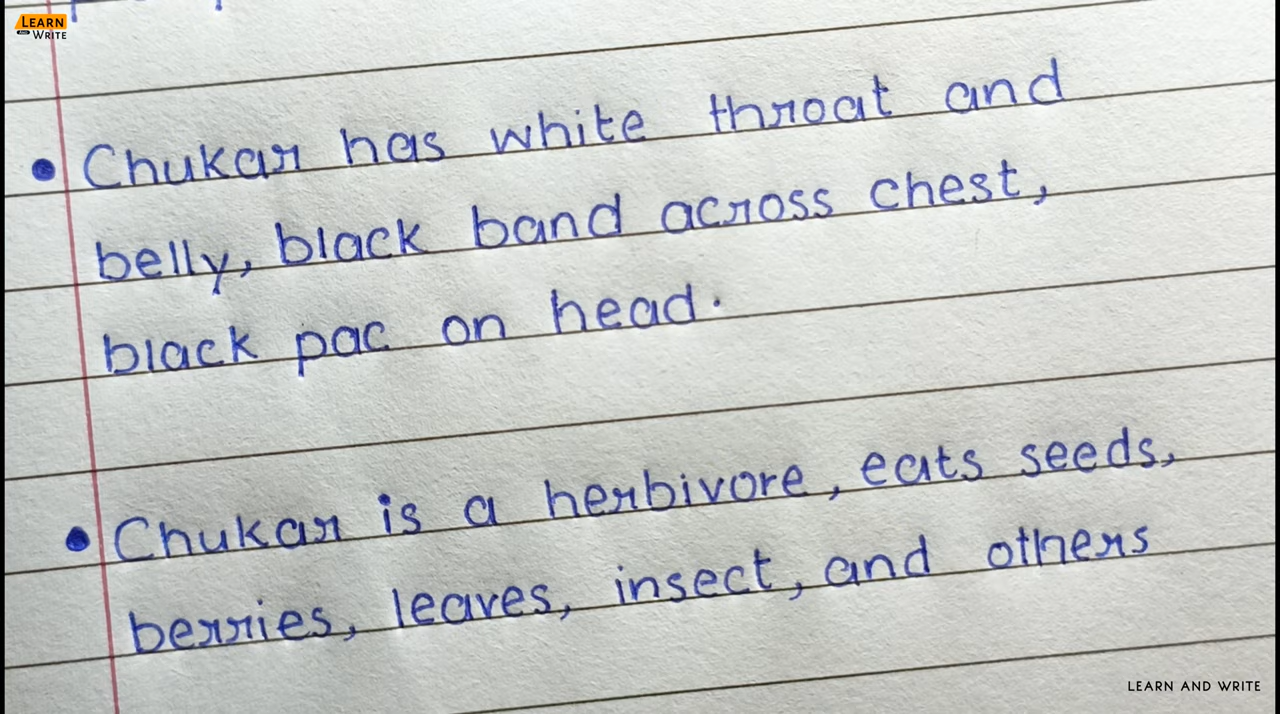 LEARN
AND WRITE
• Chukar has white throat and
belly, black band across chest,
black pac on head.
• Chukar is a herbivore, eats seeds,
berries, leaves, insect, and others
LEARN AND WRITE